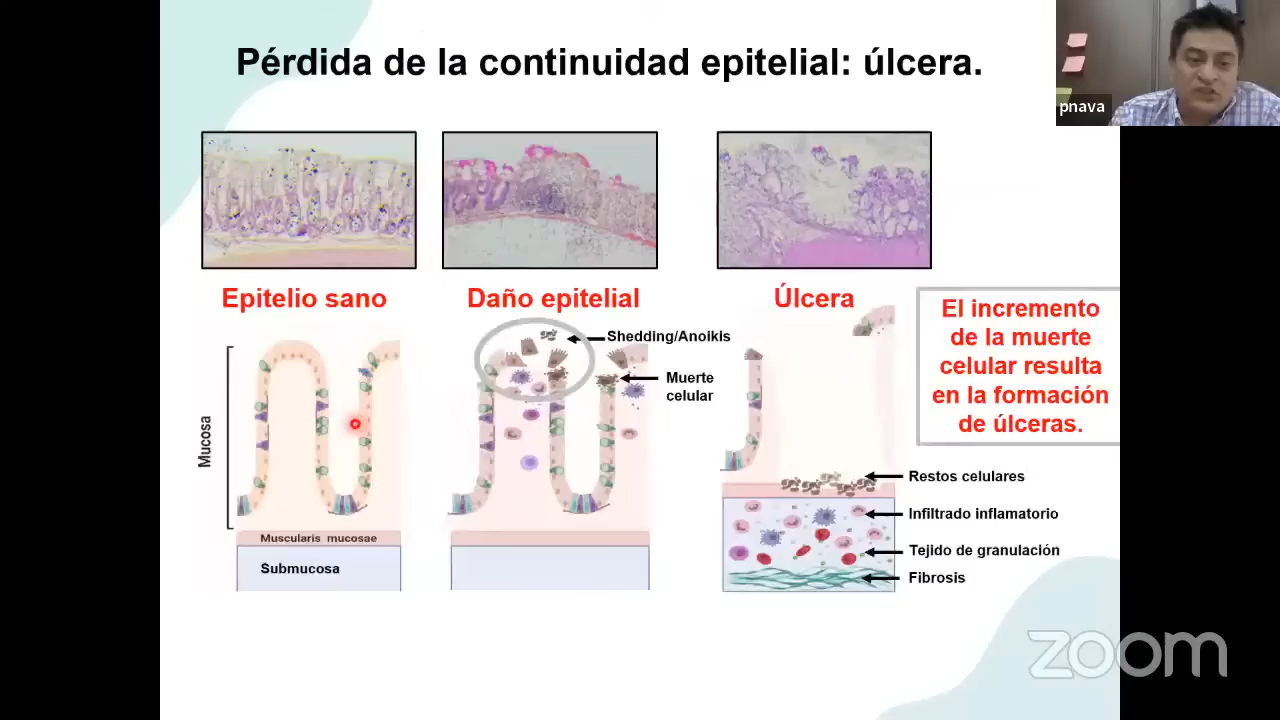 Pérdida de la continuidad epitelial: úlcera.
pnava
Epitelio sano
Daño epitelial
Úlcera
El incremento
de la muerte
celular resulta
en la formación
de úlceras.
Shedding/Anoikis
Muerte
celular
Mucosa
Restos celulares
Infiltrado inflamatorio
Tejido de granulación
Fibrosis
Muscularis mucosae
Submucosa
zoom